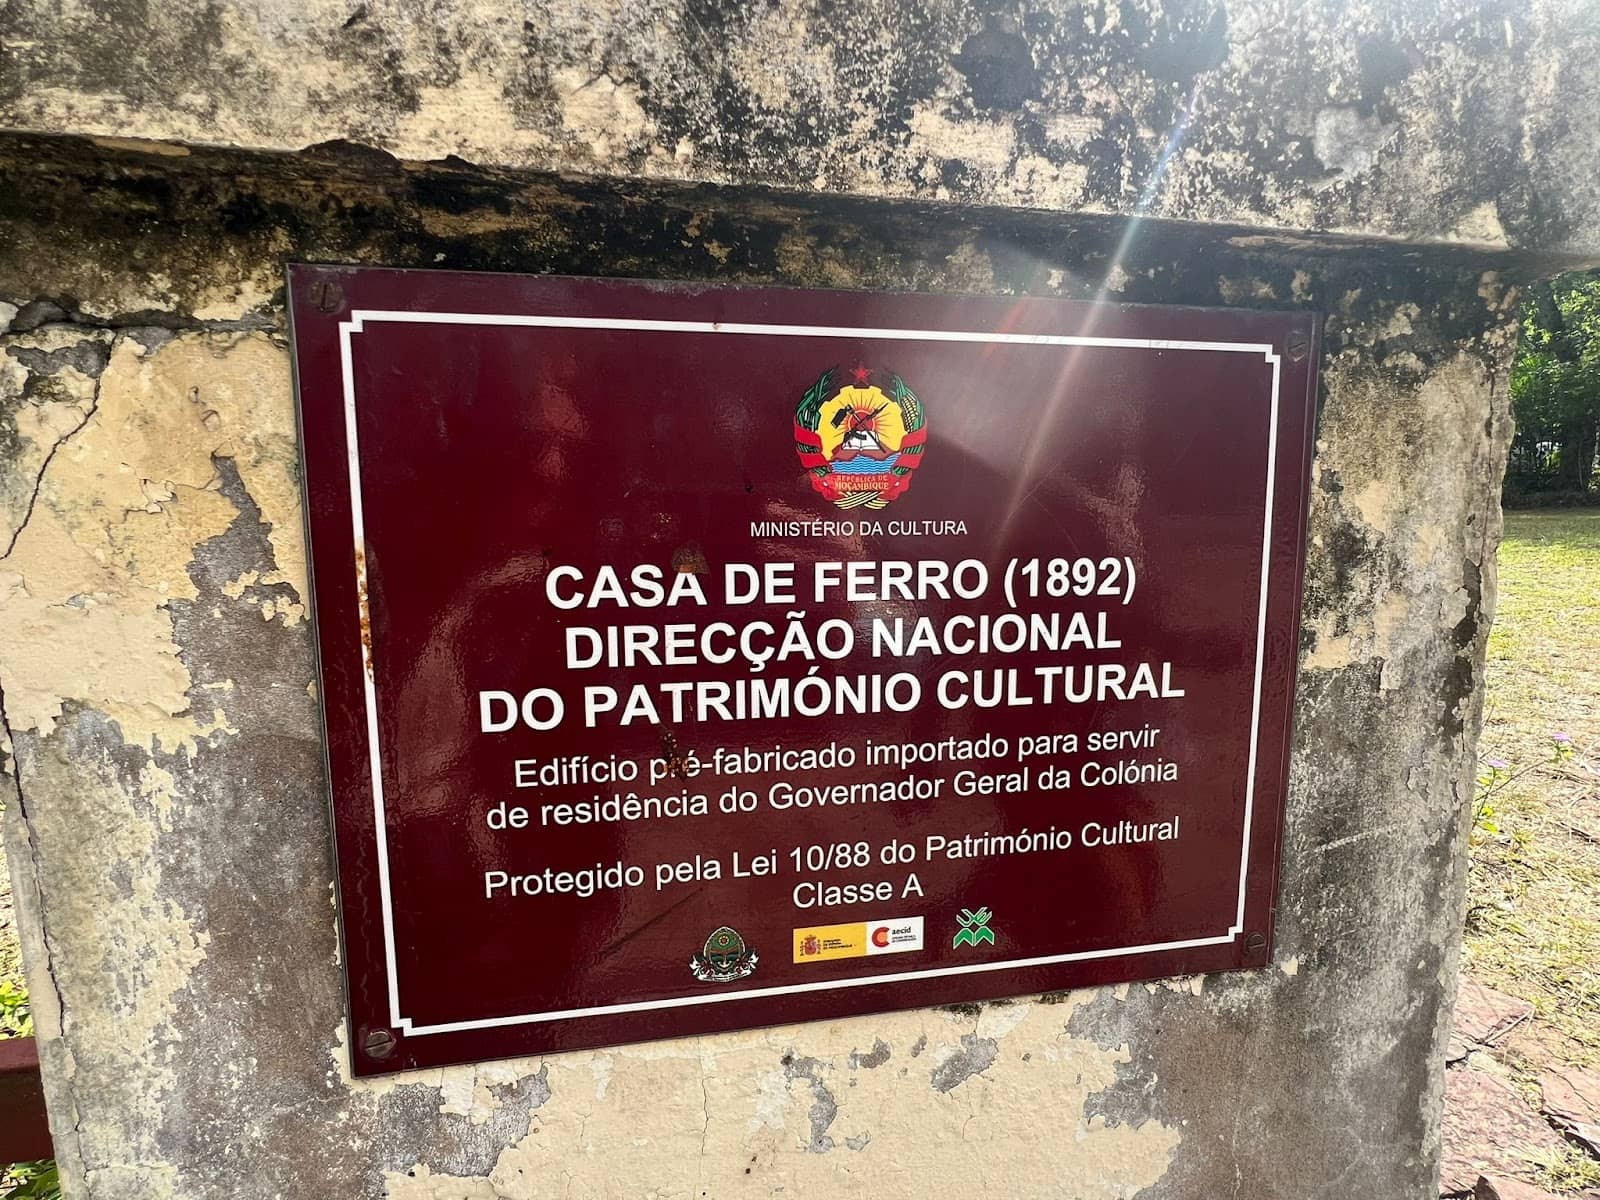 REPÚBLICA DE
MOÇAMBIQUE
MINISTÉRIO DA CULTURA
CASA DE FERRO (1892)
DIRECÇÃO NACIONAL
DO PATRIMÓNIO CULTURAL
Edifício pré-fabricado importado para servir
de residência do Governador Geral da Colónia
Protegido pela Lei 10/88 do Património Cultural
Classe A
aecid